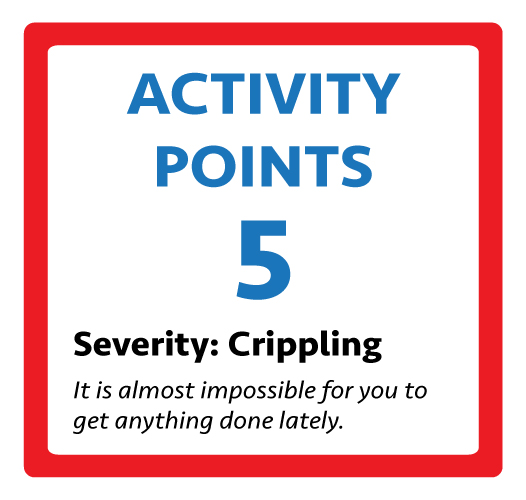 ACTIVITY
POINTS
5
Severity: Crippling
It is almost impossible for you to
get anything done lately.